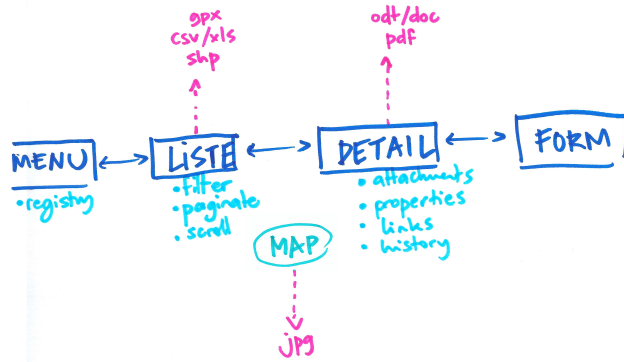 gpx
csv/xls
shp
odt/doc
pdf
MENU
LiSTE
DETAIL
FORM
• registry
• filter
• paginate
• scroll
• attachments
• properties
• links
• history
MAP
jpg